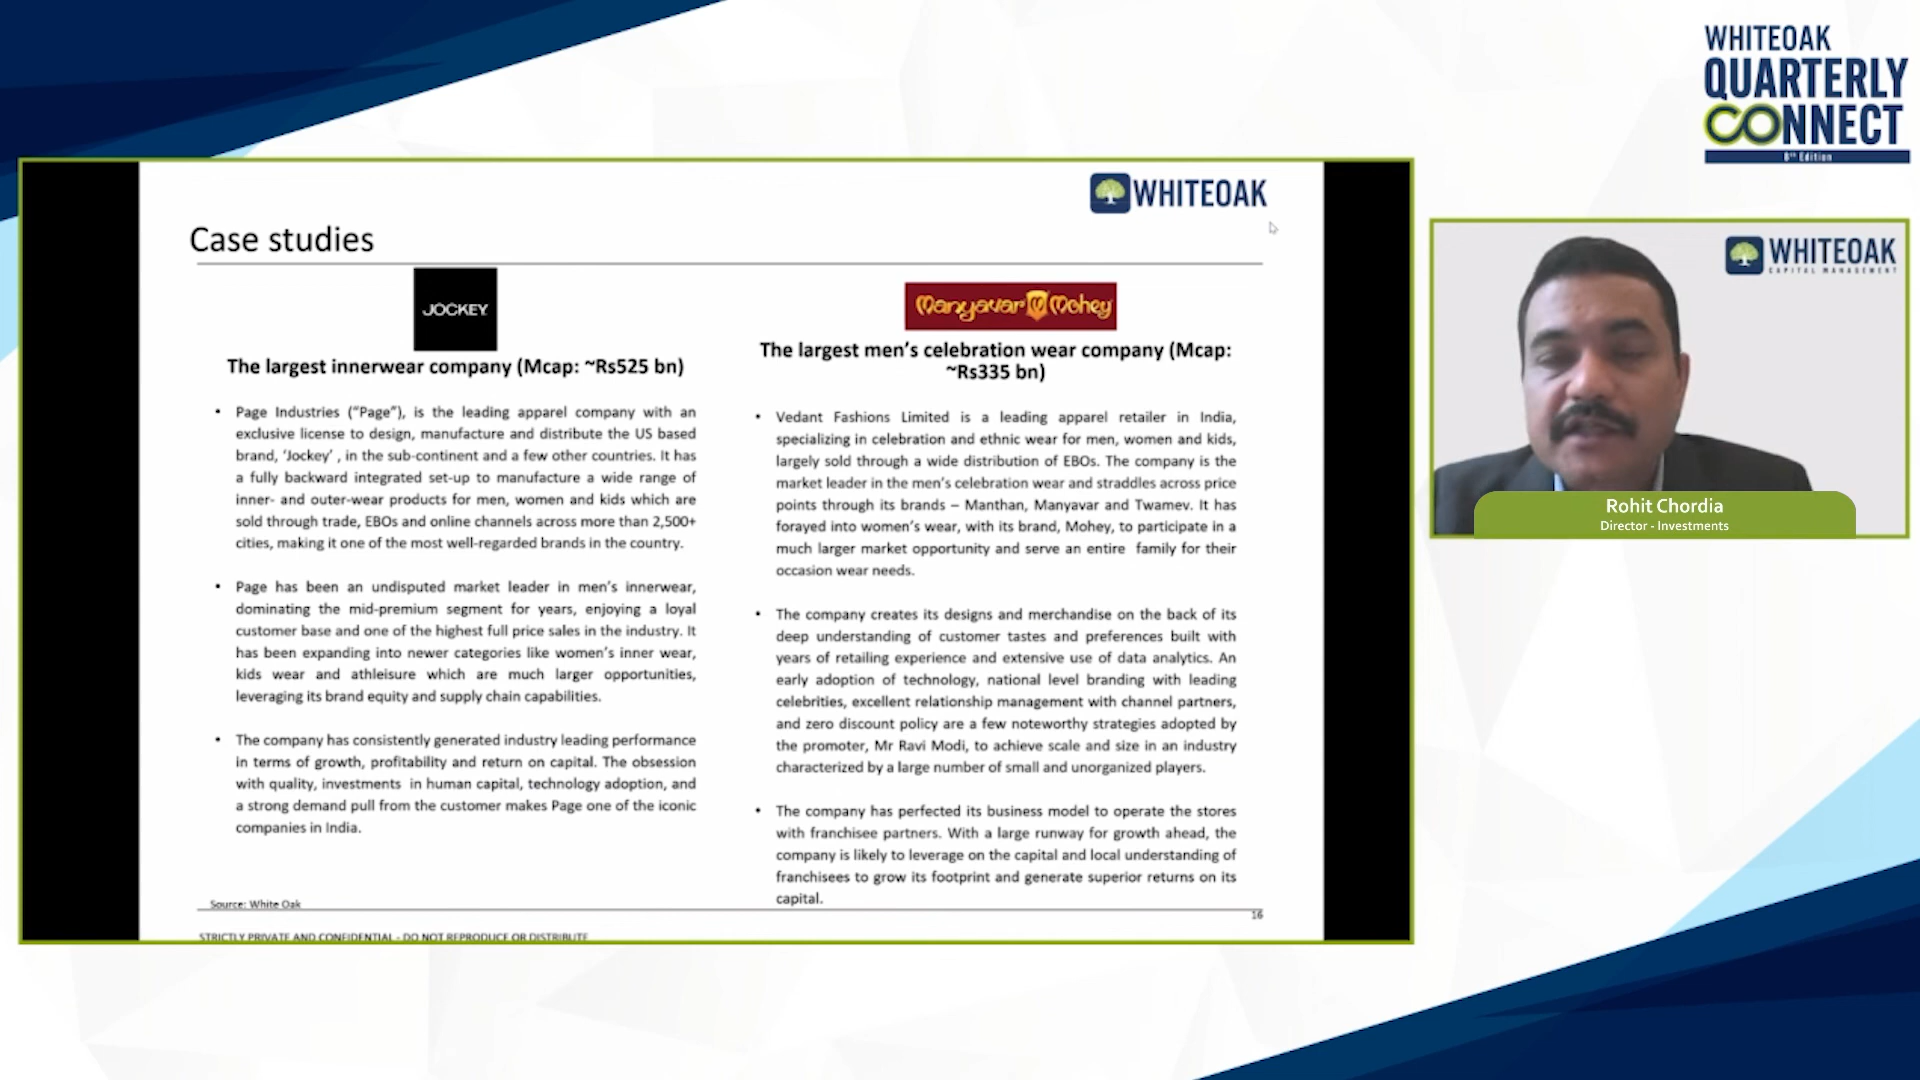 WHITEOAK
QUARTERLY
CONNECT
8th Edition
WHITEOAK
Case studies
JOCKEY
The largest innerwear company (Mcap: ~Rs525 bn)
• Page Industries (“Page”), is the leading apparel company with an
exclusive license to design, manufacture and distribute the US based
brand, ‘Jockey’ , in the sub-continent and a few other countries. It has
a fully backward integrated set-up to manufacture a wide range of
inner- and outer-wear products for men, women and kids which are
sold through trade, EBOs and online channels across more than 2,500+
cities, making it one of the most well-regarded brands in the country.
• Page has been an undisputed market leader in men’s innerwear,
dominating the mid-premium segment for years, enjoying a loyal
customer base and one of the highest full price sales in the industry. It
has been expanding into newer categories like women’s inner wear,
kids wear and athleisure which are much larger opportunities,
leveraging its brand equity and supply chain capabilities.
• The company has consistently generated industry leading performance
in terms of growth, profitability and return on capital. The obsession
with quality, investments in human capital, technology adoption, and
a strong demand pull from the customer makes Page one of the iconic
companies in India.
Manyavar Mohey
The largest men’s celebration wear company (Mcap:
~Rs335 bn)
• Vedant Fashions Limited is a leading apparel retailer in India,
specializing in celebration and ethnic wear for men, women and kids,
largely sold through a wide distribution of EBOs. The company is the
market leader in the men’s celebration wear and straddles across price
points through its brands – Manthan, Manyavar and Twamev. It has
forayed into women’s wear, with its brand, Mohey, to participate in a
much larger market opportunity and serve an entire family for their
occasion wear needs.
• The company creates its designs and merchandise on the back of its
deep understanding of customer tastes and preferences built with
years of retailing experience and extensive use of data analytics. An
early adoption of technology, national level branding with leading
celebrities, excellent relationship management with channel partners,
and zero discount policy are a few noteworthy strategies adopted by
the promoter, Mr Ravi Modi, to achieve scale and size in an industry
characterized by a large number of small and unorganized players.
• The company has perfected its business model to operate the stores
with franchisee partners. With a large runway for growth ahead, the
company is likely to leverage on the capital and local understanding of
franchisees to grow its footprint and generate superior returns on its
capital.
Source: White Oak
16
STRICTLY PRIVATE AND CONFIDENTIAL - DO NOT REPRODUCE OR DISTRIBUTE
WHITEOAK
CAPITAL MANAGEMENT
Rohit Chordia
Director - Investments